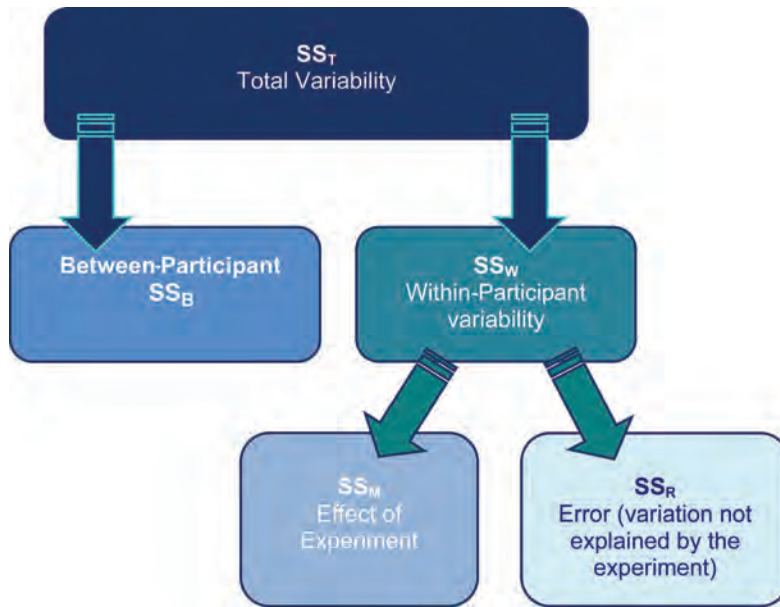 SS_T
Total Variability
Between-Participant
SS_B
SS_W
Within-Participant
variability
SS_M
Effect of
Experiment
SS_R
Error (variation not
explained by the
experiment)